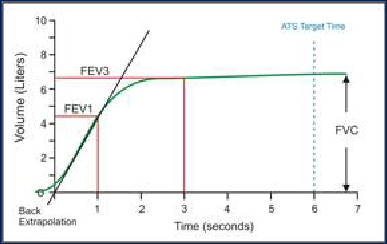 10
ATS Target Time
8
FEV3
6
FEV1
4
FVC
2
0
Volume (Liters)
1
2
3
4
5
6
7
Back
Extrapolation
Time (seconds)